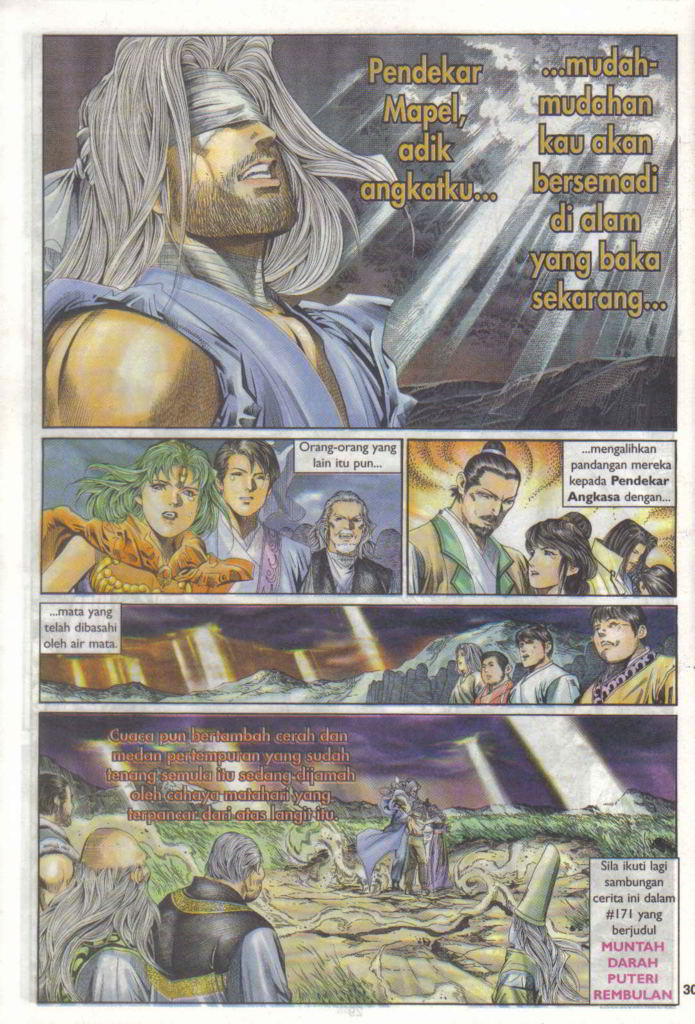 Pendekar
Mapel,
adik
angkatku...
...mudah-
mudahan
kau akan
bersemadi
di alam
yang baka
sekarang...
Orang-orang yang
lain itu pun...
...mengalihkan
pandangan mereka
kepada Pendekar
Angkasa dengan...
...mata yang
telah dibasahi
oleh air mata.
Cuaca pun bertambah cerah dan
medan pertempuran yang sudah
tenang semula itu sedang dijamah
oleh cahaya matahari yang
terpancar dari atas langit itu.
Sila ikuti lagi
sambungan
cerita ini dalam
#171 yang
berjudul
MUNTAH
DARAH
PUTERI
REMBULAN
30